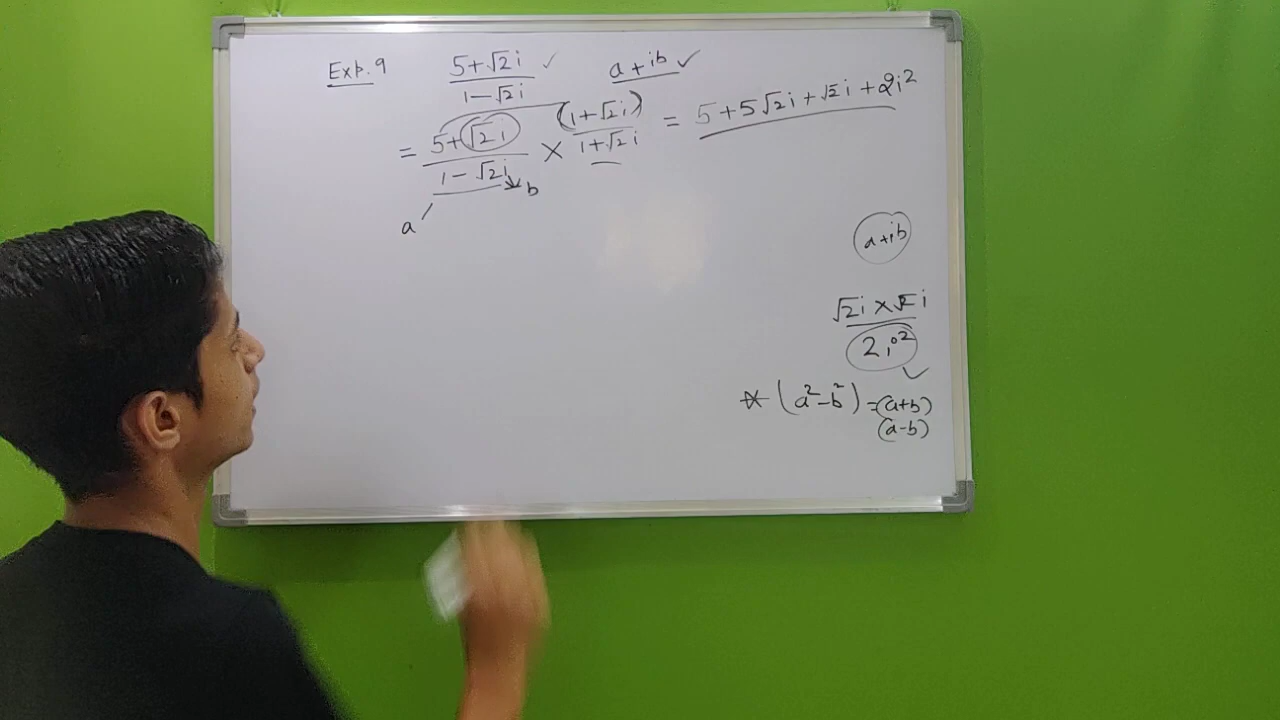 Exp. 9
5+√2i ✓
1-√2i
a+ib ✓
= 5+√2i / 1-√2i × (1+√2i) / 1+√2i = 5+5√2i+√2i+2i²
a
b
a+ib
√2i×√2i
2i²
✓
* (a²-b²) = (a+b)
(a-b)